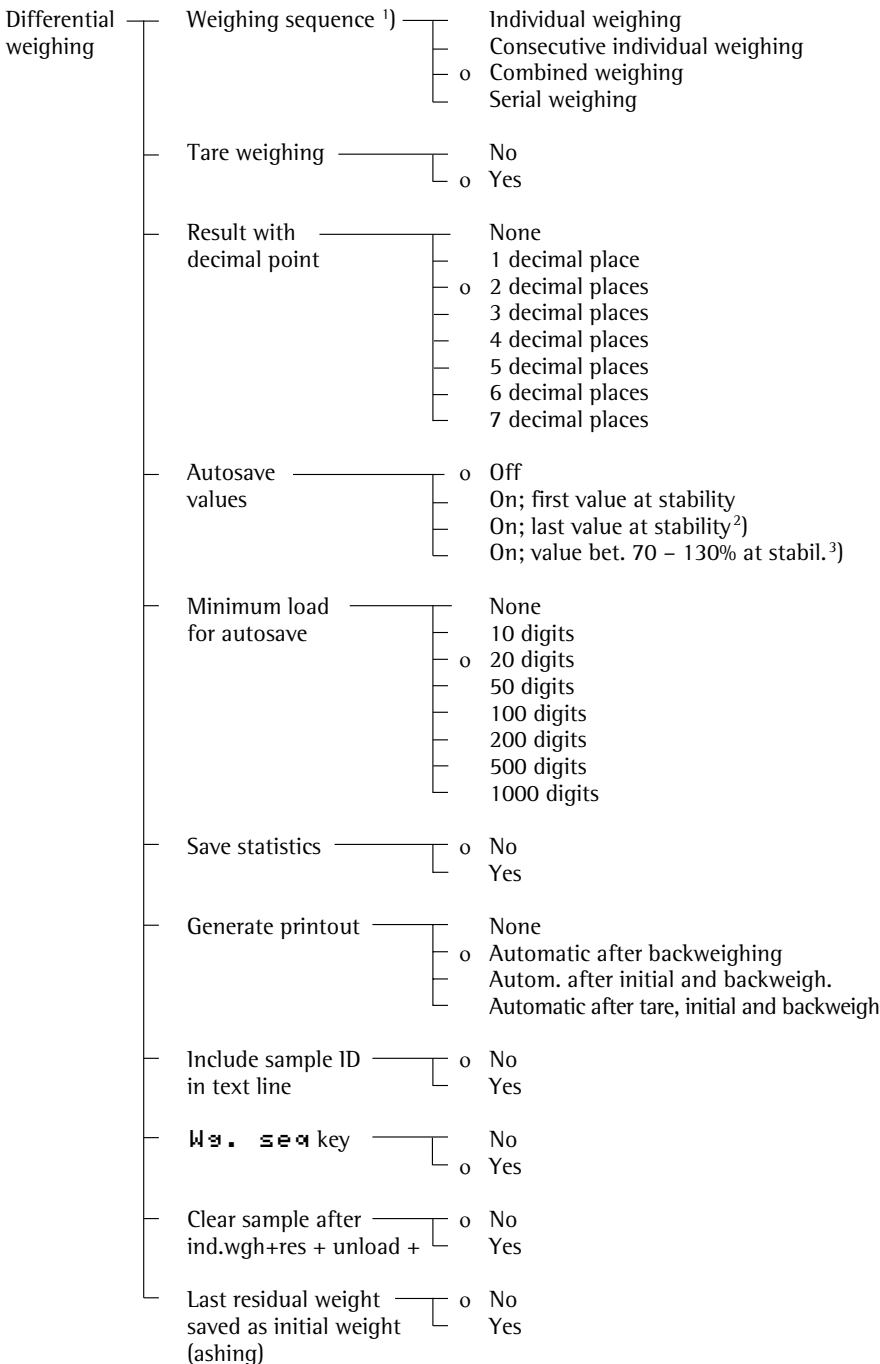 Differential weighing
Weighing sequence 1)
Individual weighing
Consecutive individual weighing
o Combined weighing
Serial weighing
Tare weighing
No
o Yes
Result with
decimal point
None
1 decimal place
o 2 decimal places
3 decimal places
4 decimal places
5 decimal places
6 decimal places
7 decimal places
Autosave
values
o Off
On; first value at stability
On; last value at stability 2)
On; value bet. 70 – 130% at stabil. 3)
Minimum load
for autosave
None
10 digits
o 20 digits
50 digits
100 digits
200 digits
500 digits
1000 digits
Save statistics
o No
Yes
Generate printout
None
o Automatic after backweighing
Autom. after initial and backweigh.
Automatic after tare, initial and backweigh
Include sample ID
in text line
o No
Yes
Wg. seq key
No
o Yes
Clear sample after
ind.wgh+res + unload +
o No
Yes
Last residual weight
saved as initial weight
(ashing)
o No
Yes